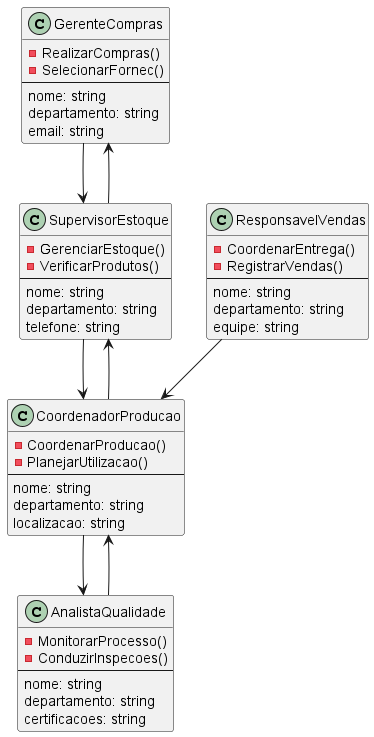 C GerenteCompras
RealizarCompras()
SelecionarFornec()
nome: string
departamento: string
email: string
C SupervisorEstoque
GerenciarEstoque()
VerificarProdutos()
nome: string
departamento: string
telefone: string
C ResponsavelVendas
CoordenarEntrega()
RegistrarVendas()
nome: string
departamento: string
equipe: string
C CoordenadorProducao
CoordenarProducao()
PlanejarUtilizacao()
nome: string
departamento: string
localizacao: string
C AnalistaQualidade
MonitorarProcesso()
ConduzirInspecoes()
nome: string
departamento: string
certificacoes: string